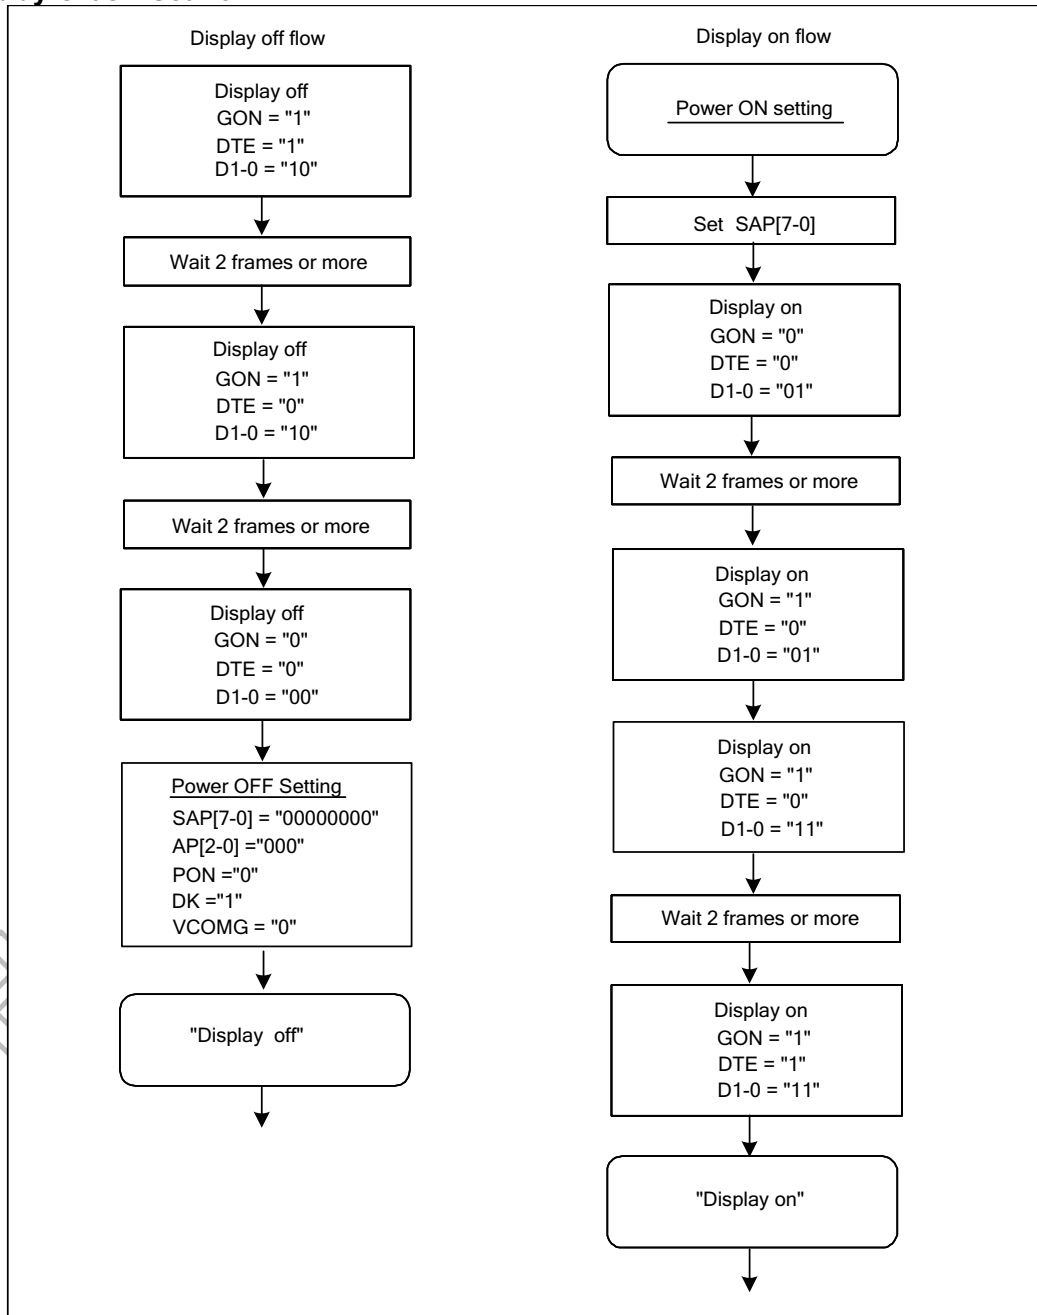 Display off flow
Display off
GON = "1"
DTE = "1"
D1-0 = "10"
Wait 2 frames or more
Display off
GON = "1"
DTE = "0"
D1-0 = "10"
Wait 2 frames or more
Display off
GON = "0"
DTE = "0"
D1-0 = "00"
Power OFF Setting
SAP[7-0] = "00000000"
AP[2-0] ="000"
PON ="0"
DK ="1"
VCOMG = "0"
"Display off"
Display on flow
Power ON setting
Set SAP[7-0]
Display on
GON = "0"
DTE = "0"
D1-0 = "01"
Wait 2 frames or more
Display on
GON = "1"
DTE = "0"
D1-0 = "01"
Display on
GON = "1"
DTE = "0"
D1-0 = "11"
Wait 2 frames or more
Display on
GON = "1"
DTE = "1"
D1-0 = "11"
"Display on"